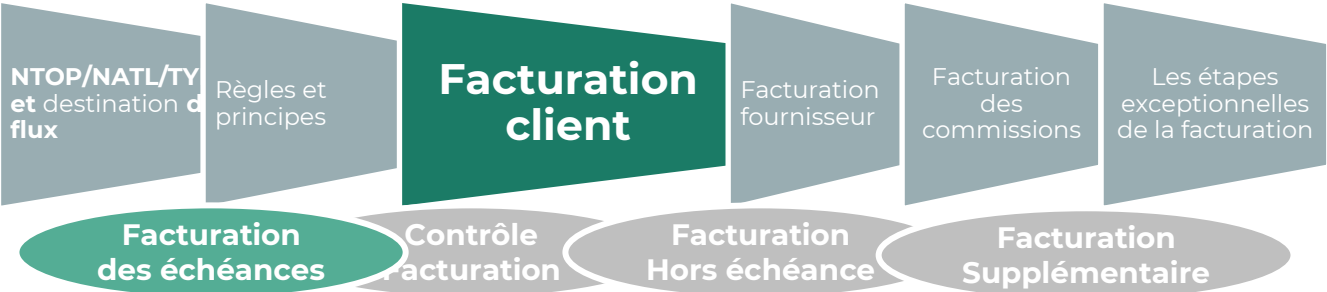 NTOP/NATL/TY
et destination d
flux
Règles et
principes
Facturation
client
Facturation
fournisseur
Facturation
des
commissions
Les étapes
exceptionnelles
de la facturation
Facturation
des échéances
Contrôle
Facturation
Facturation
Hors échéance
Facturation
Supplémentaire